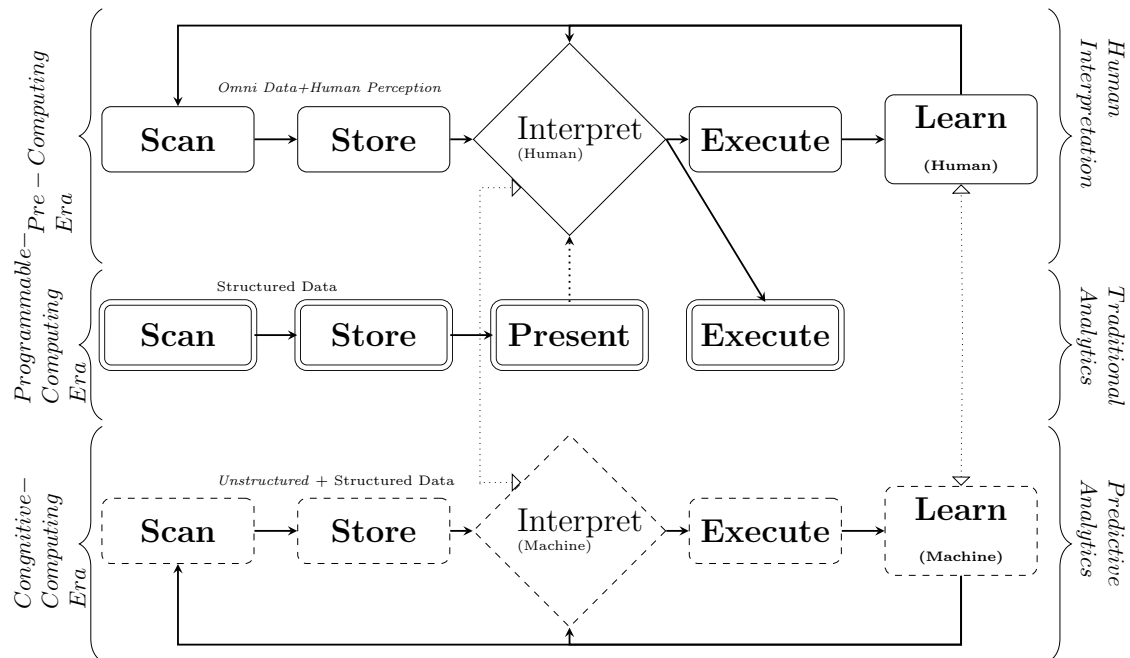 Pre - Computing
Era
Omni Data+Human Perception
Scan
Store
Interpret
(Human)
Execute
Learn
(Human)
Human
Interpretation
Programmable-
Computing
Era
Structured Data
Scan
Store
Present
Execute
Traditional
Analytics
Congnitive-
Computing
Era
Unstructured + Structured Data
Scan
Store
Interpret
(Machine)
Execute
Learn
(Machine)
Predictive
Analytics